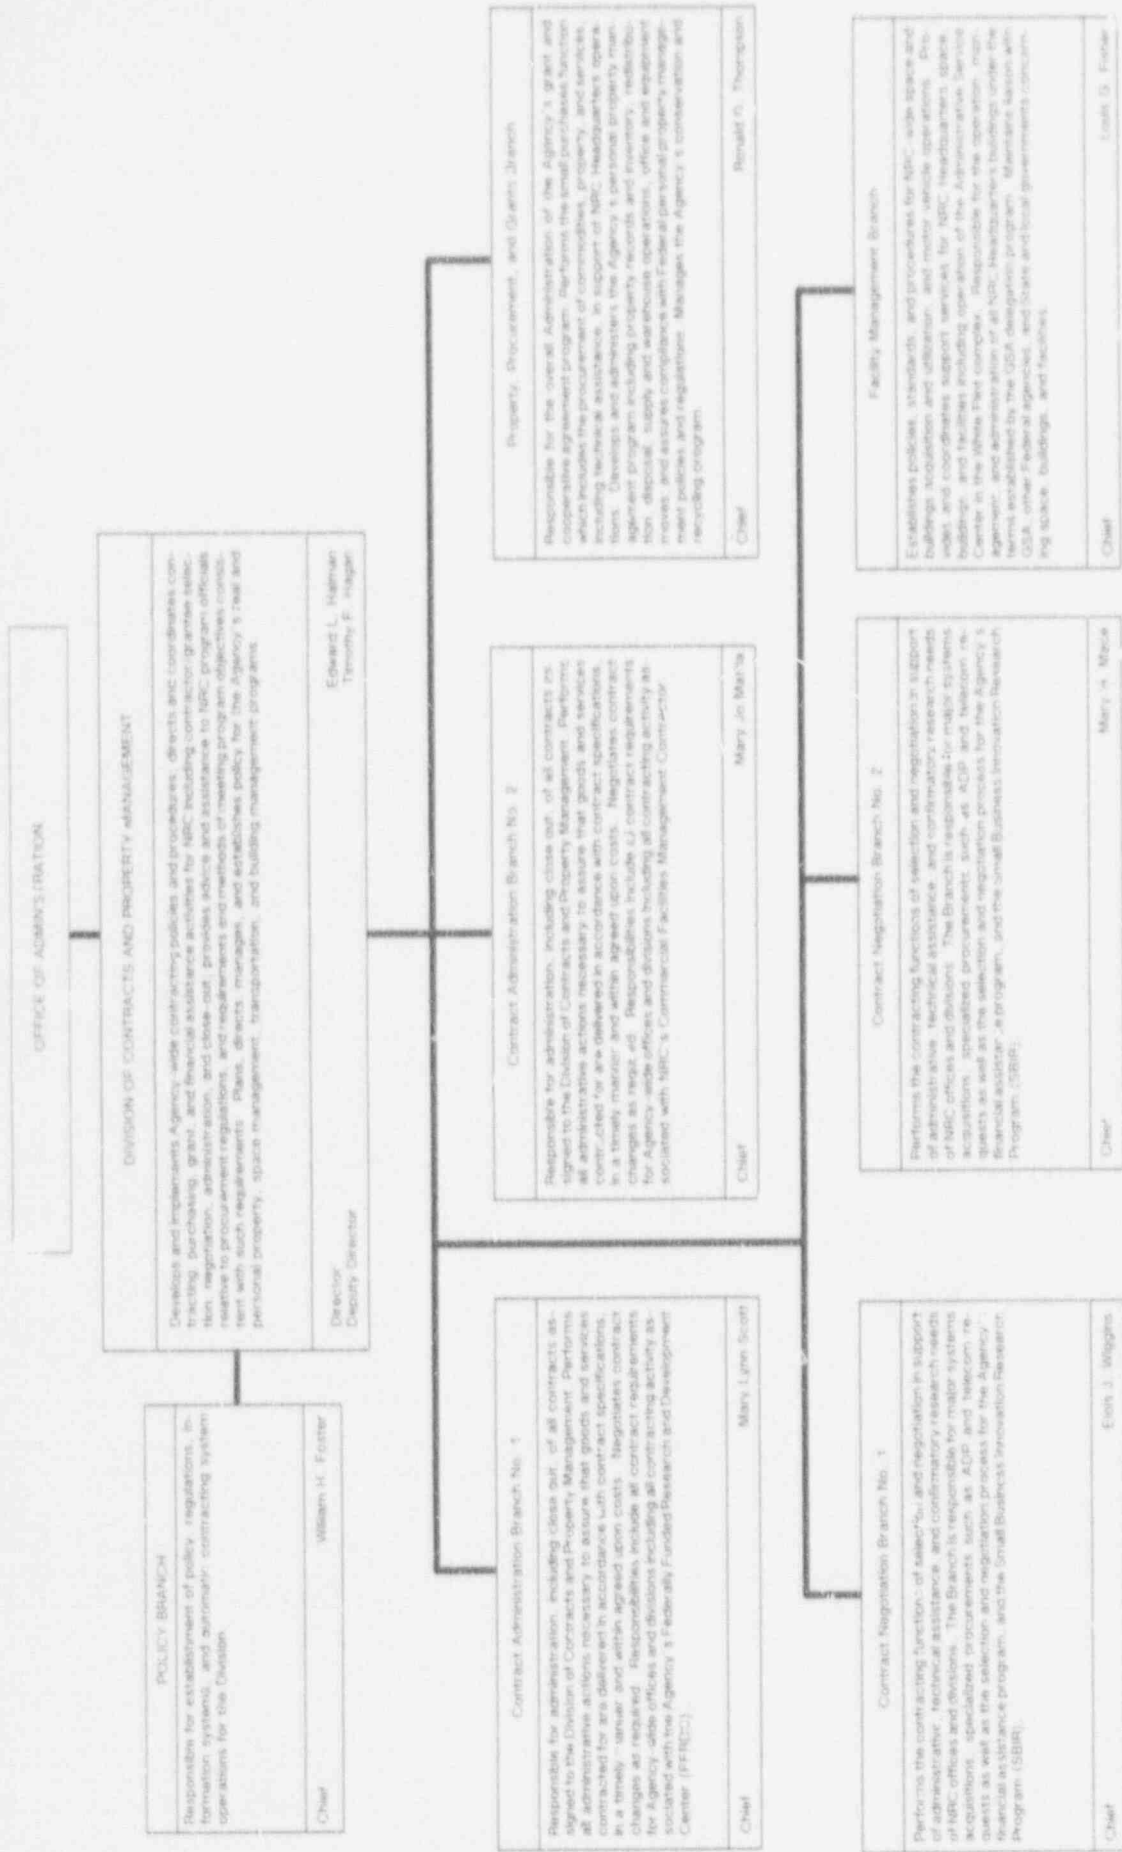 OFFICE OF ADMINISTRATION
DIVISION OF CONTRACTS AND PROPERTY MANAGEMENT
Develops and implements Agency wide contracting policies and procedures; directs and coordinates con-
tracting, purchasing, grant, and financial assistance activities for NRC including contractor, grantee selec-
tion, negotiation, administration, and close-out; provides advice and assistance to NRC program officials
relative to procurement regulations, and requirements and methods of meeting program objectives consis-
tent with such requirements. Plans, directs, manages, and establishes policy for the Agency's real and
personal property, space management, transportation, and building management programs.
Director Edward L. Halman
Deputy Director Timothy F. Hagan
POLICY BRANCH
Responsible for establishment of policy, regulations, in-
formation systems, and automatic contracting system
operations for the Division
Chief William H. Foster
Contract Administration Branch No. 1
Responsible for administration, including close out, of all contracts as-
signed to the Division of Contracts and Property Management. Performs
all administrative actions necessary to assure that goods and services
contracted for are delivered in accordance with contract specifications,
in a timely manner and within agreed upon costs. Negotiates contract
changes as required. Responsibilities include all contract requirements
for Agency wide offices and divisions including all contracting activity as-
sociated with the Agency's Federally Funded Research and Development
Center (FFRDC).
Chief Mary Lynn Scott
Contract Administration Branch No. 2
Responsible for administration, including close out, of all contracts as-
signed to the Division of Contracts and Property Management. Performs
all administrative actions necessary to assure that goods and services
contracted for are delivered in accordance with contract specifications,
in a timely manner and within agreed upon costs. Negotiates contract
changes as required. Responsibilities include all contract requirements
for Agency wide offices and divisions including all contracting activity as-
sociated with NRC's Commercial Facilities Management Contractor.
Chief Mary Jo
Property, Procurement, and Grants Branch
Responsible for the overall Administration of the Agency's grant and
cooperative agreement program. Performs the small purchases function
which includes the procurement of commodities, property, and services,
including technical assistance, in support of NRC Headquarters opera-
tions. Develops and administers the Agency's personal property man-
agement program including property records and inventory, redistribu-
tion, disposal, supply and warehouse operations, office and equipment
moves, and assures compliance with Federal personal property manage-
ment policies and regulations. Manages the Agency's conservation and
recycling program.
Chief Ronald D. Thompson
Contract Negotiation Branch No. 1
Performs the contracting function of selection and negotiation in support
of administrative, technical assistance, and confirmatory research needs
of NRC offices and divisions. The Branch is responsible for major systems
acquisitions, specialized procurements such as ADP and telecom re-
quests as well as the selection and negotiation process for the Agency's
financial assistance program, and the Small Business Innovation Research
Program (SBIR).
Chief Elois J. Wiggins
Contract Negotiation Branch No. 2
Performs the contracting functions of selection and negotiation in support
of administrative, technical assistance, and confirmatory research needs
of NRC offices and divisions. The Branch is responsible for major systems
acquisitions, specialized procurements such as ADP and telecom re-
quests as well as the selection and negotiation process for the Agency's
financial assistance program, and the Small Business Innovation Research
Program (SBIR).
Chief Mary H. Mace
Facility Management Branch
Establishes policies, standards, and procedures for NRC-wide space and
buildings acquisition and utilization, and motor vehicle operations. Pro-
vides and coordinates support services for NRC Headquarters space,
buildings, and facilities including operation of the Administrative Service
Center in the White Flint complex. Responsible for the operation, man-
agement, and administration of all NRC Headquarters buildings under the
terms established by the GSA delegation program. Maintains liaison with
GSA, other Federal agencies, and State and local governments concern-
ing space, buildings, and facilities.
Chief Louis G. Fisher